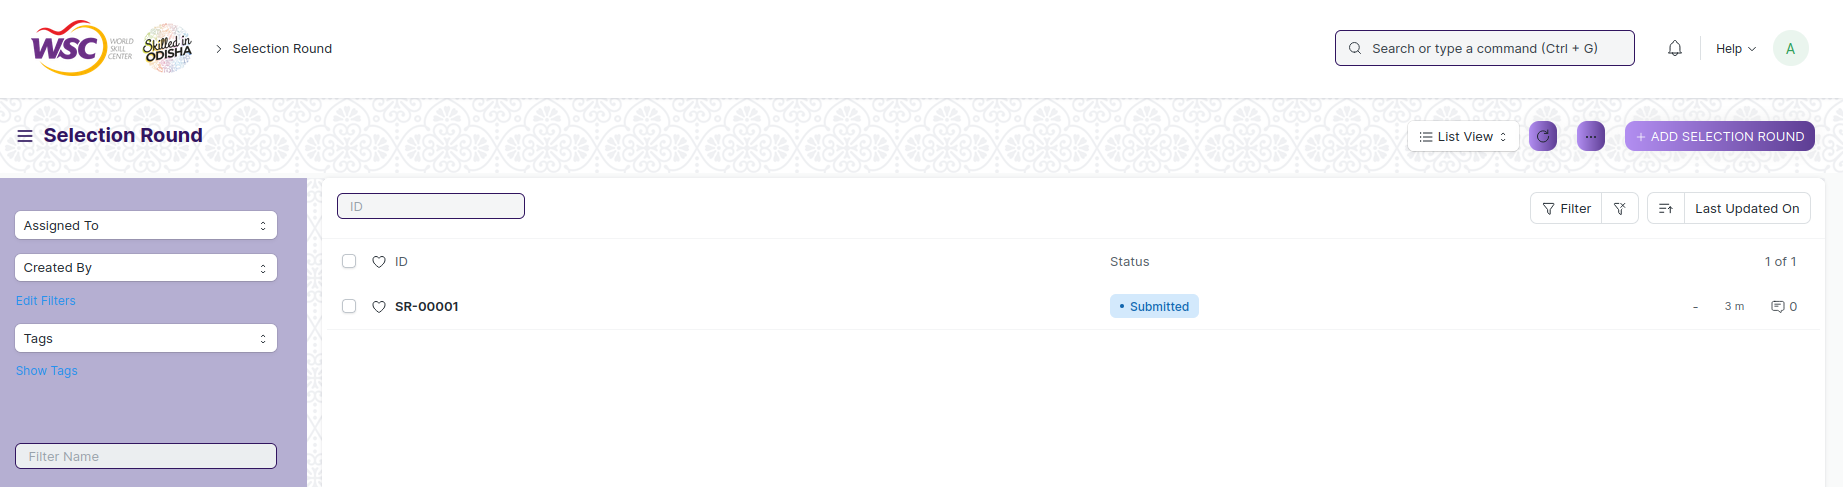 WSC
WORLD
SKILL
CENTER
Skilled in
ODISHA
Selection Round
Search or type a command (Ctrl + G)
Help
A
Selection Round
List View
+ ADD SELECTION ROUND
Assigned To
Created By
Edit Filters
Tags
Show Tags
Filter Name
ID
Filter
Last Updated On
ID Status 1 of 1
SR-00001 Submitted - 3 m 0